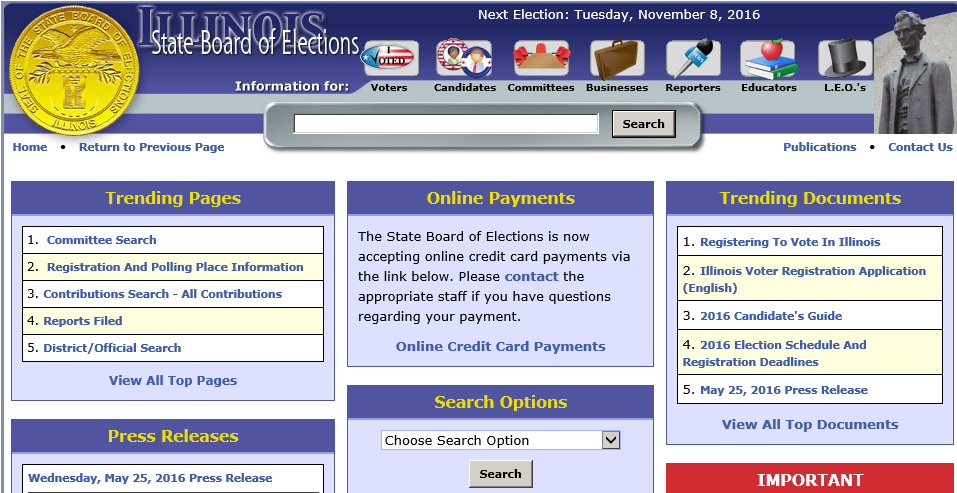 Next Election: Tuesday, November 8, 2016
ILLINOIS
State Board of Elections
THE STATE BOARD OF ELECTIONS
SEAL OF
ILLINOIS
VOTED
Information for:
Voters
Candidates
Committees
Businesses
Reporters
Educators
L.E.O.'s
Search
Home • Return to Previous Page
Publications • Contact Us
Trending Pages
1. Committee Search
2. Registration And Polling Place Information
3. Contributions Search - All Contributions
4. Reports Filed
5. District/Official Search
View All Top Pages
Press Releases
Wednesday, May 25, 2016 Press Release
Online Payments
The State Board of Elections is now
accepting online credit card payments via
the link below. Please contact the
appropriate staff if you have questions
regarding your payment.
Online Credit Card Payments
Search Options
Choose Search Option
Search
Trending Documents
1. Registering To Vote In Illinois
2. Illinois Voter Registration Application
(English)
3. 2016 Candidate's Guide
4. 2016 Election Schedule And
Registration Deadlines
5. May 25, 2016 Press Release
View All Top Documents
IMPORTANT